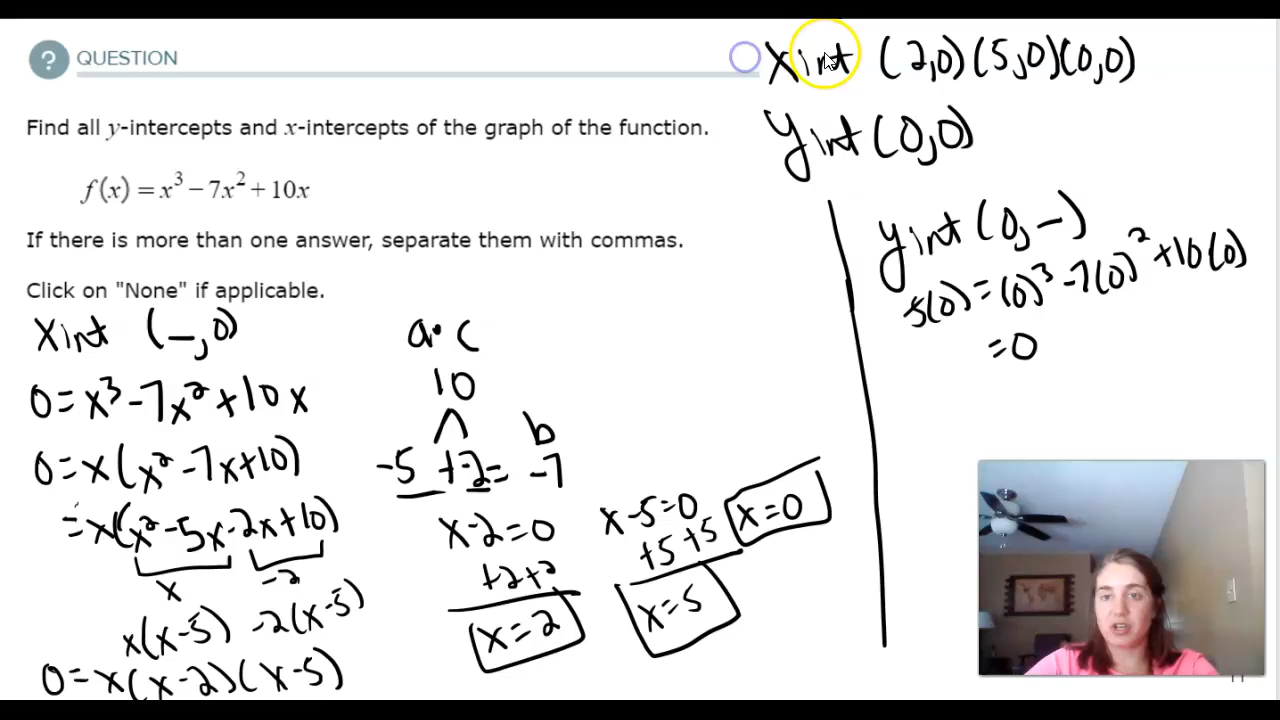 ? QUESTION
Find all y-intercepts and x-intercepts of the graph of the function.
f(x) = x³ − 7x² + 10x
If there is more than one answer, separate them with commas.
Click on "None" if applicable.
Xint (_,0)
0=x³-7x²+10x
0=x(x²-7x+10)
=x(x²-5x-2x+10)
x -2
x(x-5) -2(x-5)
0=x(x-2)(x-5)
a·c
10
b
-5 +-2= -7
x-2=0
+2+2
x=2
x-5=0
+5 +5
x=5
x=0
Xint (2,0)(5,0)(0,0)
Yint(0,0)
yint(0,-)
f(0)=(0)³-7(0)²+10(0)
=0